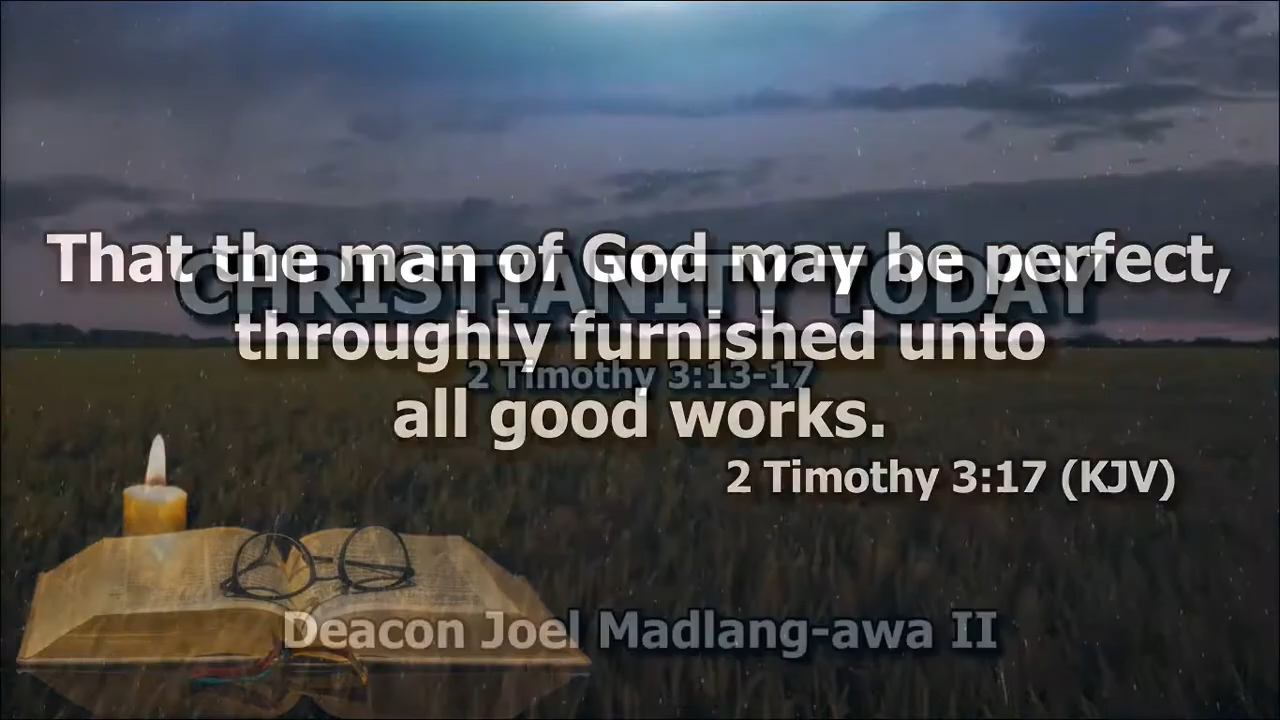 That the man of God may be perfect,
CHRISTIANITY TODAY
throughly furnished unto
2 Timothy 3:13-17
all good works.
2 Timothy 3:17 (KJV)
Deacon Joel Madlang-awa II